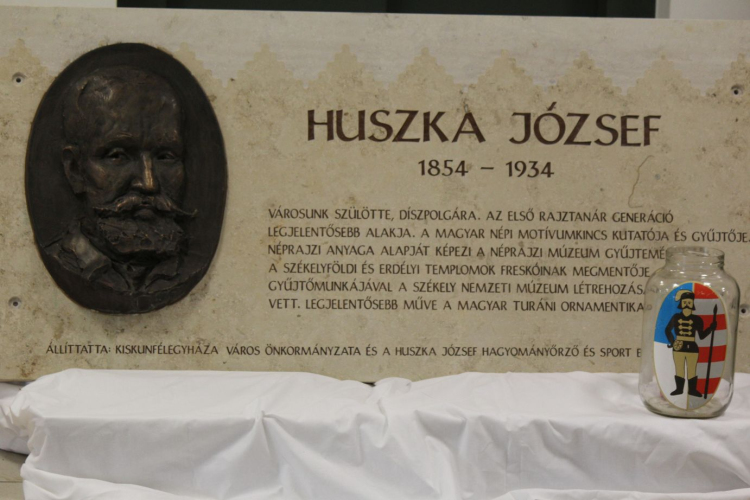 HUSZKA JÓZSEF
1854 – 1934
VÁROSUNK SZÜLÖTTE, DÍSZPOLGÁRA. AZ ELSŐ RAJZTANÁR GENERÁCIÓ
LEGJELENTŐSEBB ALAKJA. A MAGYAR NÉPI MOTÍVUMKINCS KUTATÓJA ÉS GYŰJTŐJE.
NÉPRAJZI ANYAGA ALAPJÁT KÉPEZI A NÉPRAJZI MÚZEUM
A SZÉKELYFÖLDI ÉS ERDÉLYI TEMPLOMOK FRESKÓINAK MEGMENTŐJE
GYŰJTŐMUNKÁJÁVAL A SZÉKELY NEMZETI MÚZEUM
VETT. LEGJELENTŐSEBB MŰVE A MAGYAR TURÁNI ORNAMENTIKA
ÁLLÍTTATTA: KISKUNFÉLEGYHÁZA VÁROS ÖNKORMÁNYZATA ÉS A HUSZKA JÓZSEF HAGYOMÁNYŐRZŐ ÉS SPORT